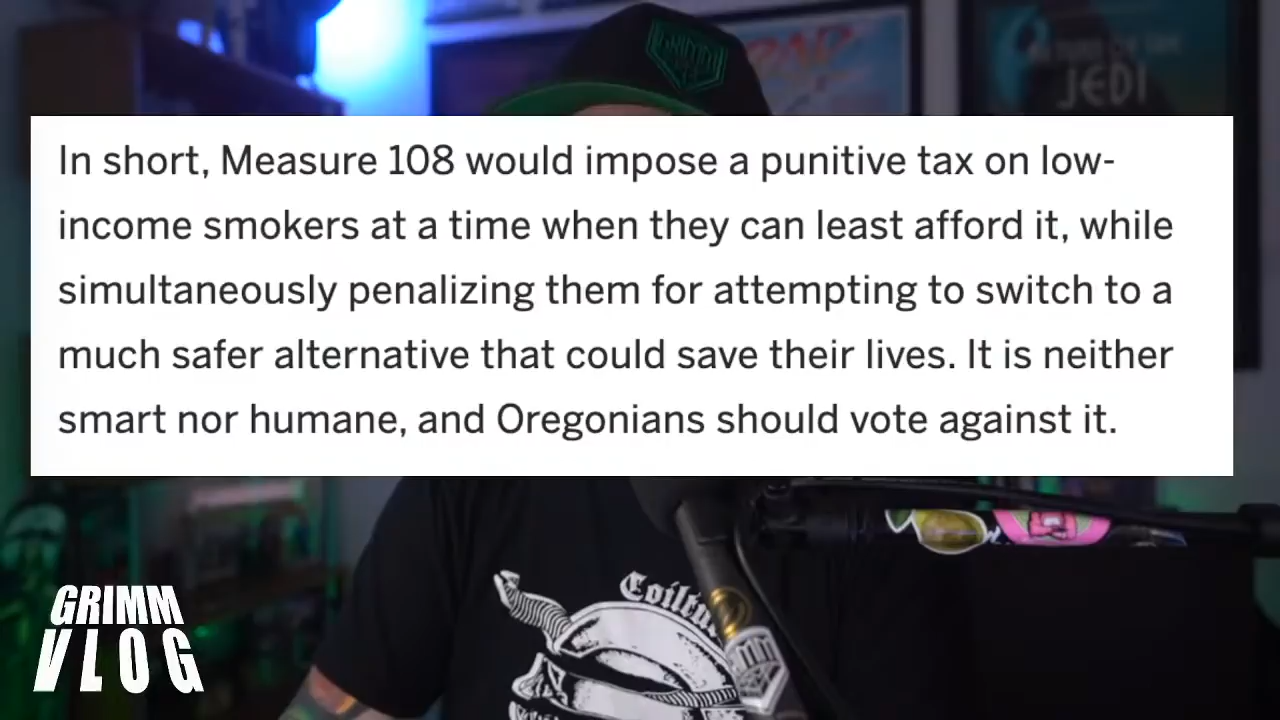 JEDI
In short, Measure 108 would impose a punitive tax on low-
income smokers at a time when they can least afford it, while
simultaneously penalizing them for attempting to switch to a
much safer alternative that could save their lives. It is neither
smart nor humane, and Oregonians should vote against it.
GRIMM
VLOG